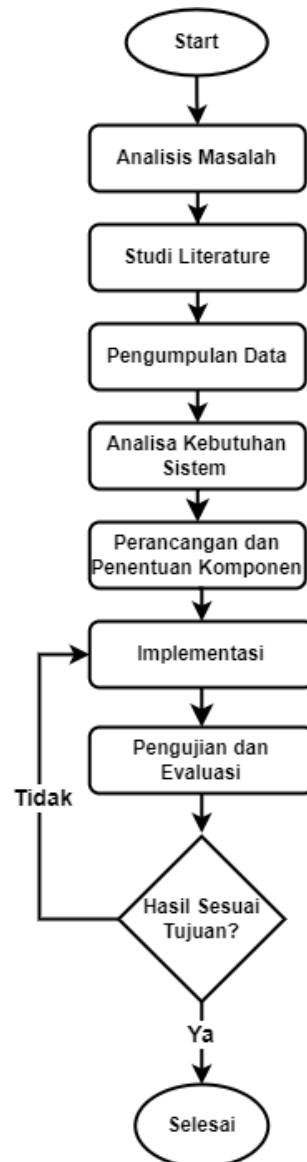 Start
Analisis Masalah
Studi Literature
Pengumpulan Data
Analisa Kebutuhan
Sistem
Perancangan dan
Penentuan Komponen
Implementasi
Pengujian dan
Evaluasi
Tidak
Hasil Sesuai
Tujuan?
Ya
Selesai